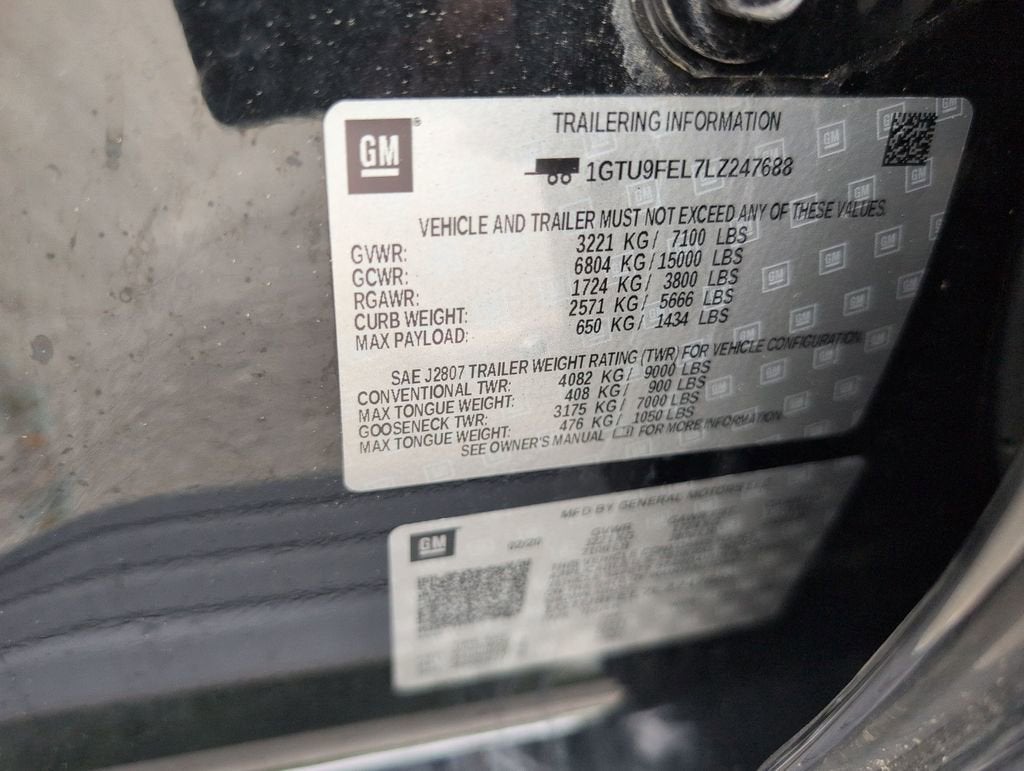 GM
TRAILERING INFORMATION
1GTU9FEL7LZ247688
VEHICLE AND TRAILER MUST NOT EXCEED ANY OF THESE VALUES
GVWR: 3221 KG/ 7100 LBS
GCWR: 6804 KG/15000 LBS
RGAWR: 1724 KG/ 3800 LBS
CURB WEIGHT: 2571 KG/ 5666 LBS
MAX PAYLOAD: 650 KG/ 1434 LBS
SAE J2807 TRAILER WEIGHT RATING (TWR) FOR VEHICLE CONFIGURATION
CONVENTIONAL TWR: 4082 KG/ 9000 LBS
MAX TONGUE WEIGHT: 408 KG/ 900 LBS
GOOSENECK TWR: 3175 KG/ 7000 LBS
MAX TONGUE WEIGHT: 476 KG/ 1050 LBS
SEE OWNER'S MANUAL FOR MORE INFORMATION
MFD BY GENERAL MOTORS LLC
GM
02/20
GVWR